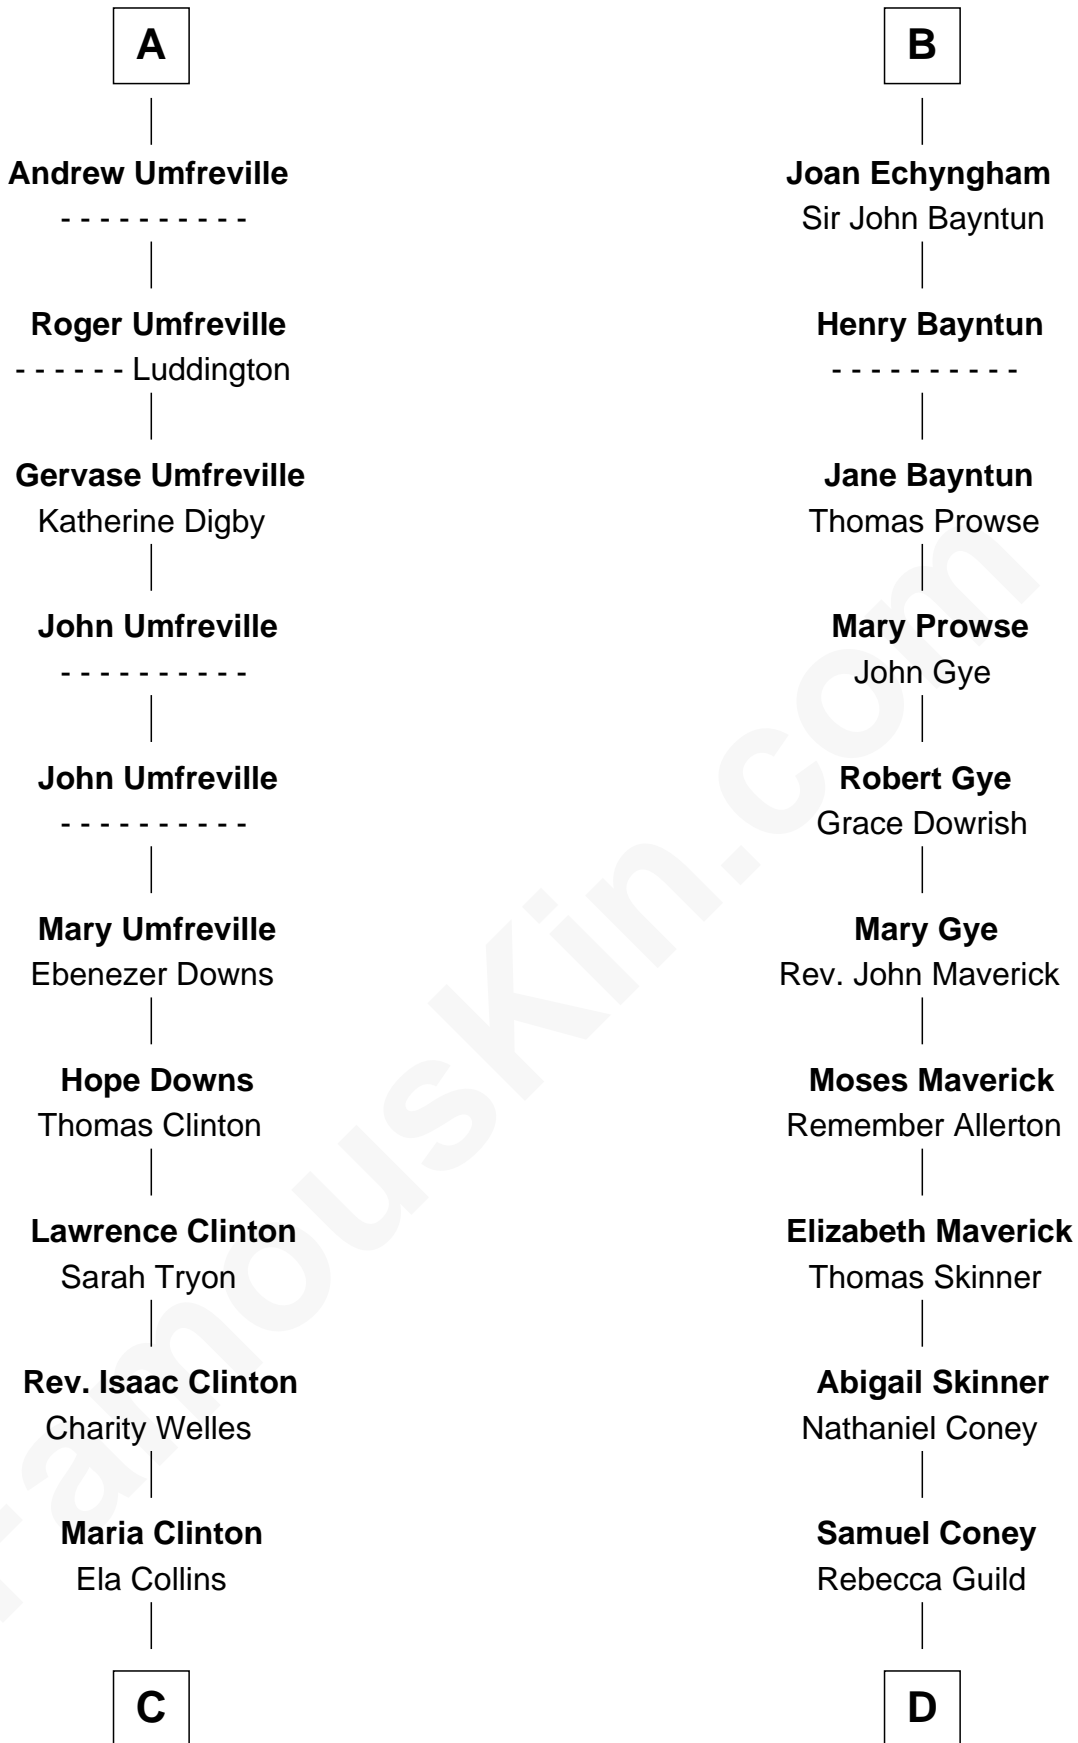 A
Andrew Umfreville
- - - - - - - - - -
Roger Umfreville
- - - - - - Luddington
Gervase Umfreville
Katherine Digby
John Umfreville
- - - - - - - - - -
John Umfreville
- - - - - - - - - -
Mary Umfreville
Ebenezer Downs
Hope Downs
Thomas Clinton
Lawrence Clinton
Sarah Tryon
Rev. Isaac Clinton
Charity Welles
Maria Clinton
Ela Collins
C
B
Joan Echyngham
Sir John Bayntun
Henry Bayntun
- - - - - - - - - -
Jane Bayntun
Thomas Prowse
Mary Prowse
John Gye
Robert Gye
Grace Dowrish
Mary Gye
Rev. John Maverick
Moses Maverick
Remember Allerton
Elizabeth Maverick
Thomas Skinner
Abigail Skinner
Nathaniel Coney
Samuel Coney
Rebecca Guild
D
FamousKin.com